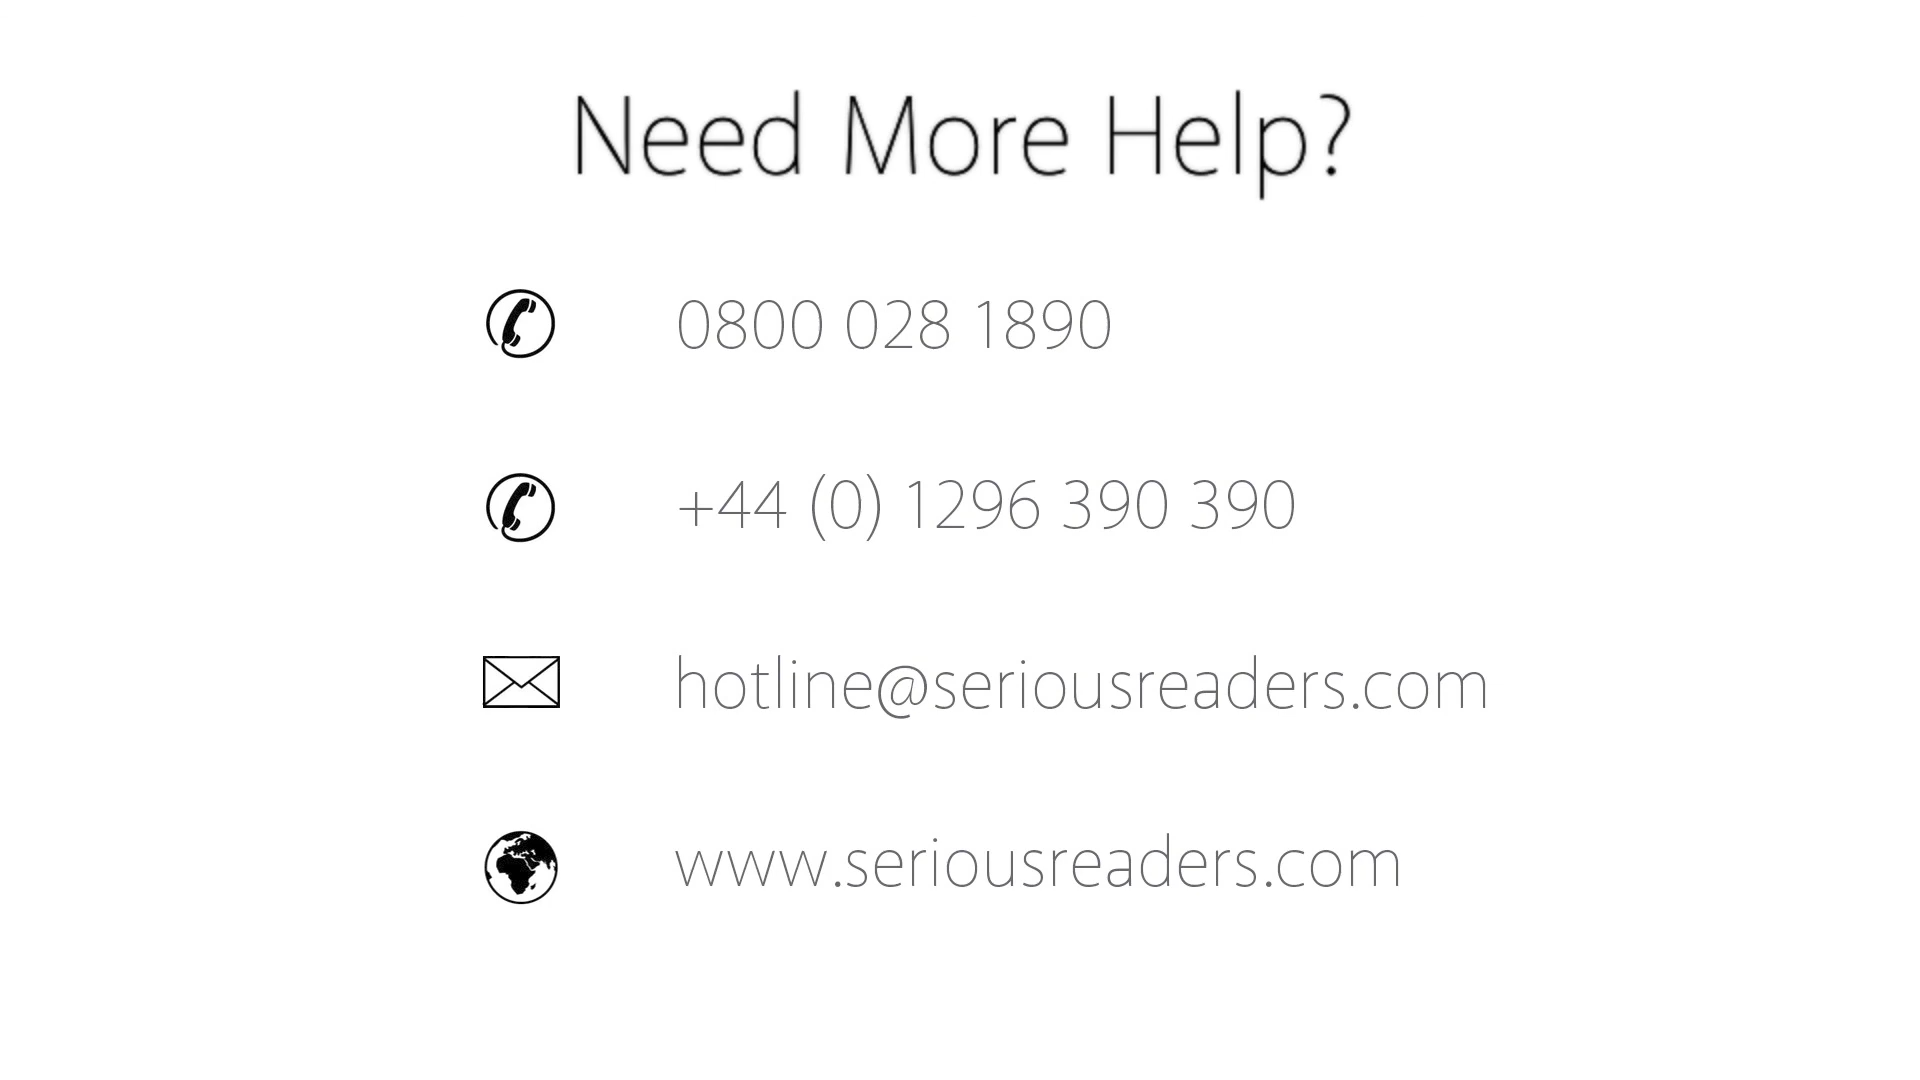 Need More Help?
0800 028 1890
+44 (0) 1296 390 390
hotline@seriousreaders.com
www.seriousreaders.com